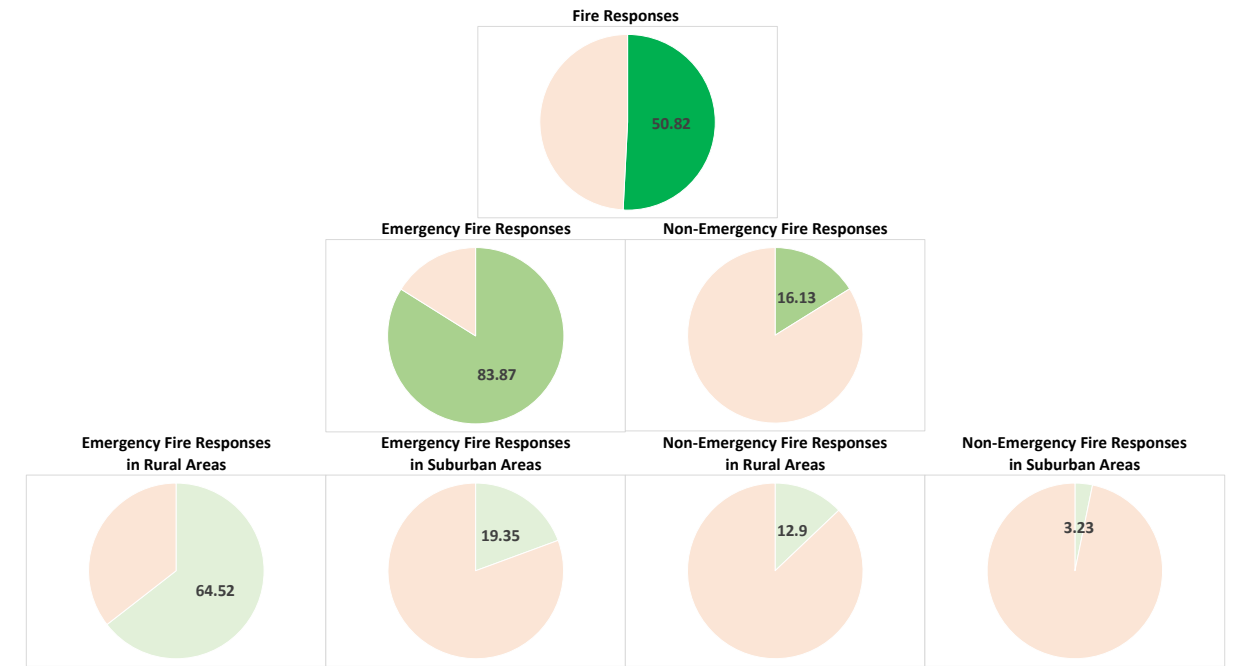 Fire Responses
50.82
Emergency Fire Responses
83.87
Non-Emergency Fire Responses
16.13
Emergency Fire Responses
in Rural Areas
64.52
Emergency Fire Responses
in Suburban Areas
19.35
Non-Emergency Fire Responses
in Rural Areas
12.9
Non-Emergency Fire Responses
in Suburban Areas
3.23